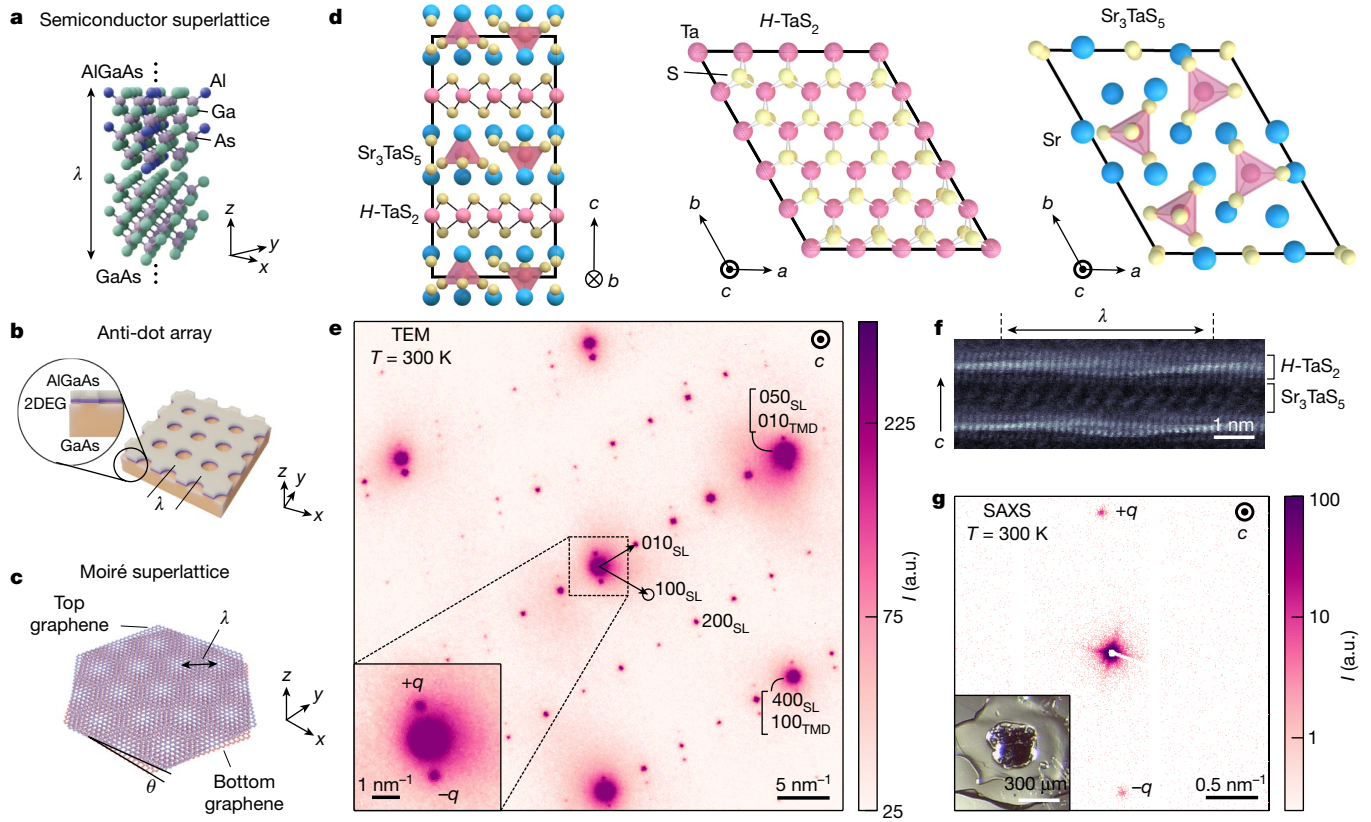 a Semiconductor superlattice
AlGaAs
Al
Ga
As
λ
GaAs
z
y
x
b Anti-dot array
AlGaAs
2DEG
GaAs
λ
λ
z
y
x
c Moiré superlattice
Top
graphene
λ
θ
Bottom
graphene
z
y
x
d
Sr₃TaS₅
H-TaS₂
c
b
H-TaS₂
Ta
S
b
a
c
Sr₃TaS₅
Sr
b
a
c
e TEM
T = 300 K
c
050SL
010TMD
010SL
100SL
200SL
400SL
100TMD
+q
–q
1 nm⁻¹
5 nm⁻¹
225
75
25
I (a.u.)
f
λ
H-TaS₂
Sr₃TaS₅
c
1 nm
g SAXS
T = 300 K
+q
c
–q
300 μm
0.5 nm⁻¹
100
10
1
I (a.u.)